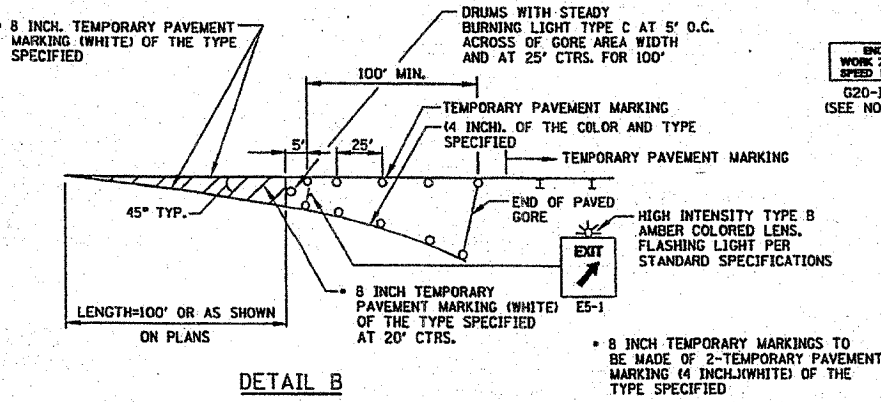 • 8 INCH. TEMPORARY PAVEMENT
MARKING (WHITE) OF THE TYPE
SPECIFIED
DRUMS WITH STEADY
BURNING LIGHT TYPE C AT 5' O.C.
ACROSS OF GORE AREA WIDTH
AND AT 25' CTRS. FOR 100'
100' MIN.
WORK
SPEED
G20-
(SEE NO
TEMPORARY PAVEMENT MARKING
(4 INCH). OF THE COLOR AND TYPE
SPECIFIED
5'
25'
TEMPORARY PAVEMENT MARKING
45° TYP.
END OF PAVED
GORE
HIGH INTENSITY TYPE B
AMBER COLORED LENS.
FLASHING LIGHT PER
STANDARD SPECIFICATIONS
EXIT
E5-1
LENGTH=100' OR AS SHOWN
ON PLANS
• 8 INCH TEMPORARY
PAVEMENT MARKING (WHITE)
OF THE TYPE SPECIFIED
AT 20' CTRS.
• 8 INCH TEMPORARY MARKINGS TO
BE MADE OF 2-TEMPORARY PAVEMENT
MARKING (4 INCH.)(WHITE) OF THE
TYPE SPECIFIED
DETAIL B